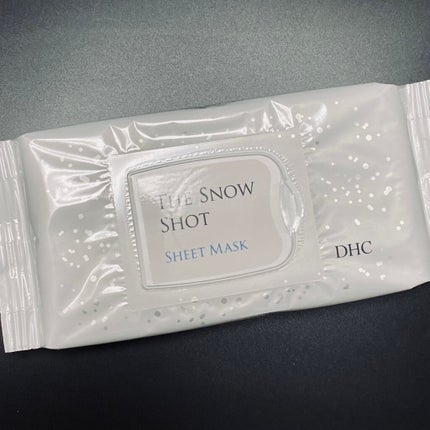 THE SNOW
SHOT
SHEET MASK
DHC